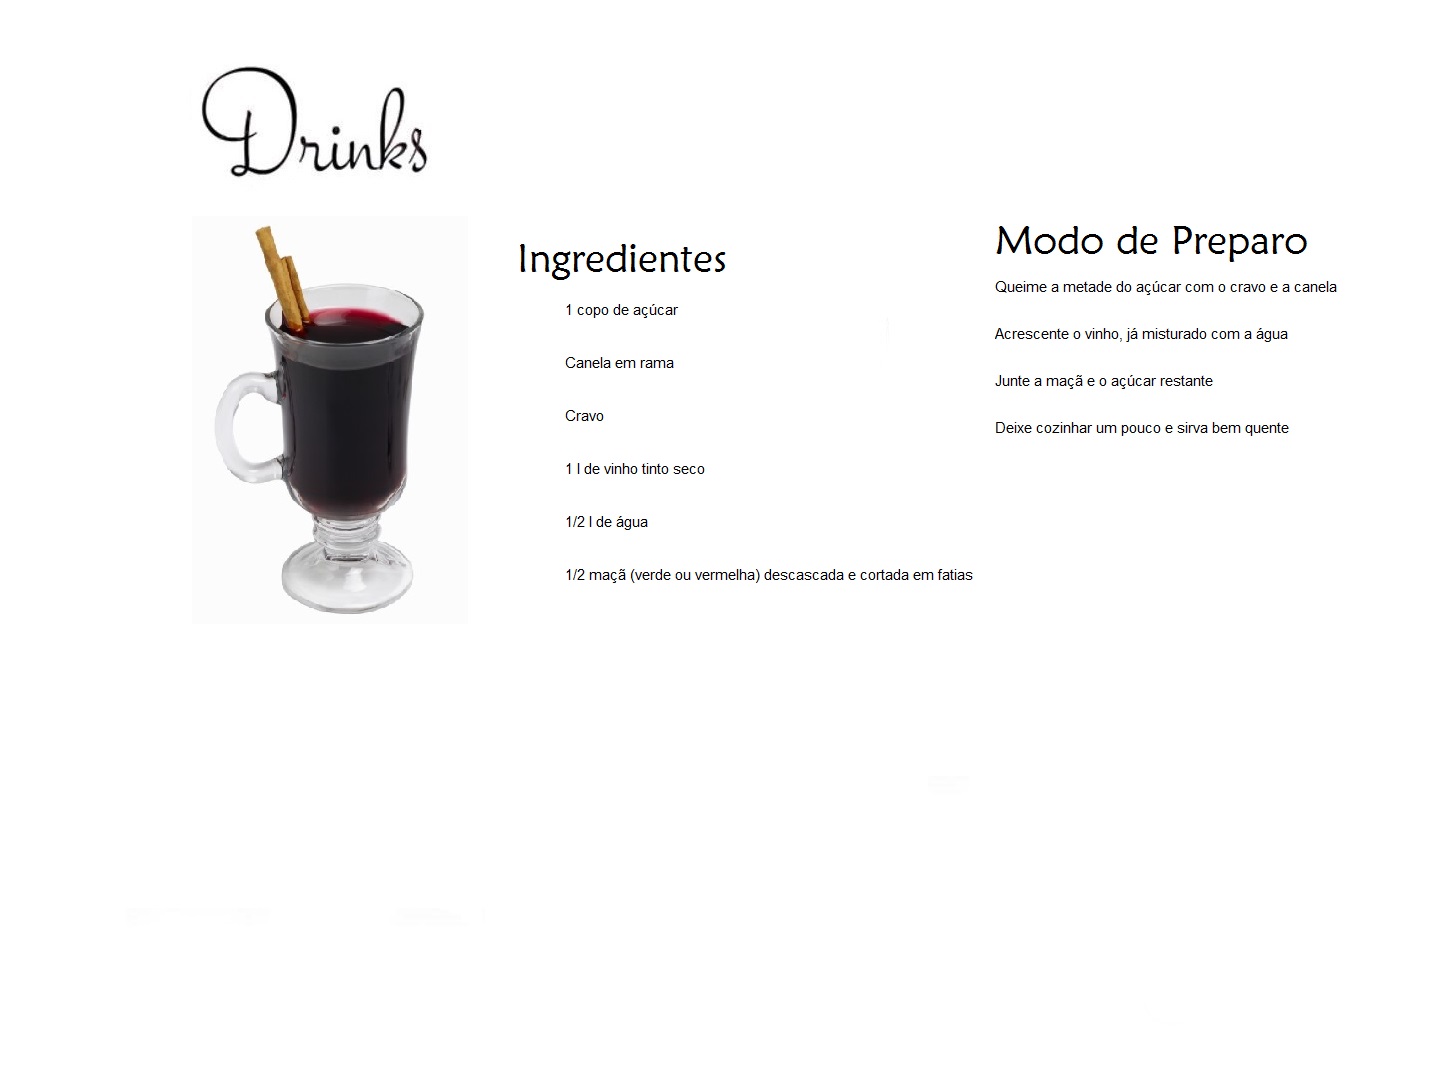 Drinks
Ingredientes
1 copo de açúcar
Canela em rama
Cravo
1 l de vinho tinto seco
1/2 l de água
1/2 maçã (verde ou vermelha) descascada e cortada em fatias
Modo de Preparo
Queime a metade do açúcar com o cravo e a canela
Acrescente o vinho, já misturado com a água
Junte a maçã e o açúcar restante
Deixe cozinhar um pouco e sirva bem quente